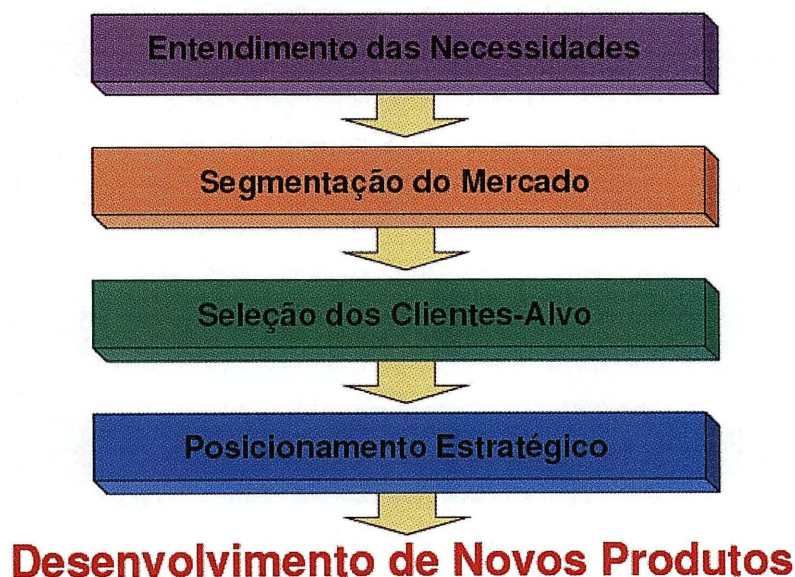 Entendimento das Necessidades
Segmentação do Mercado
Seleção dos Clientes-Alvo
Posicionamento Estratégico
Desenvolvimento de Novos Produtos